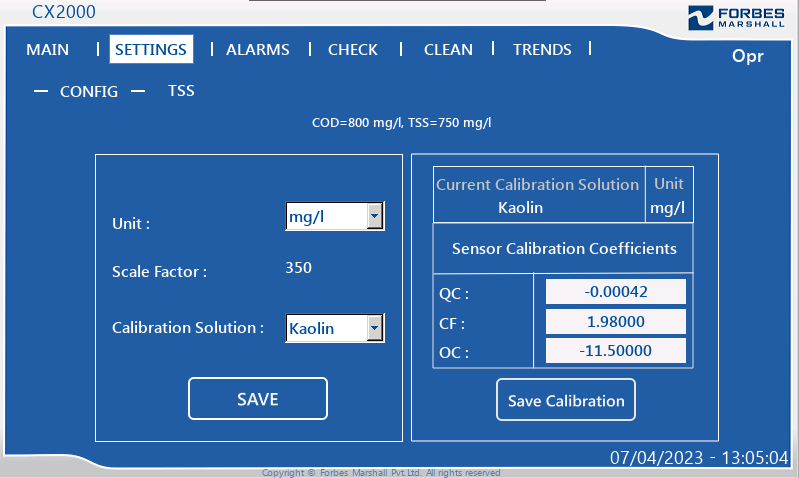 CX2000
FORBES
MARSHALL
MAIN | SETTINGS | ALARMS | CHECK | CLEAN | TRENDS |
Opr
— CONFIG — TSS
COD=800 mg/l, TSS=750 mg/l
Unit : mg/l
Scale Factor : 350
Calibration Solution : Kaolin
SAVE
Current Calibration Solution Unit
Kaolin mg/l
Sensor Calibration Coefficients
QC : -0.00042
CF : 1.98000
OC : -11.50000
Save Calibration
07/04/2023 - 13:05:04
Copyright © Forbes Marshall Pvt.Ltd. All rights reserved